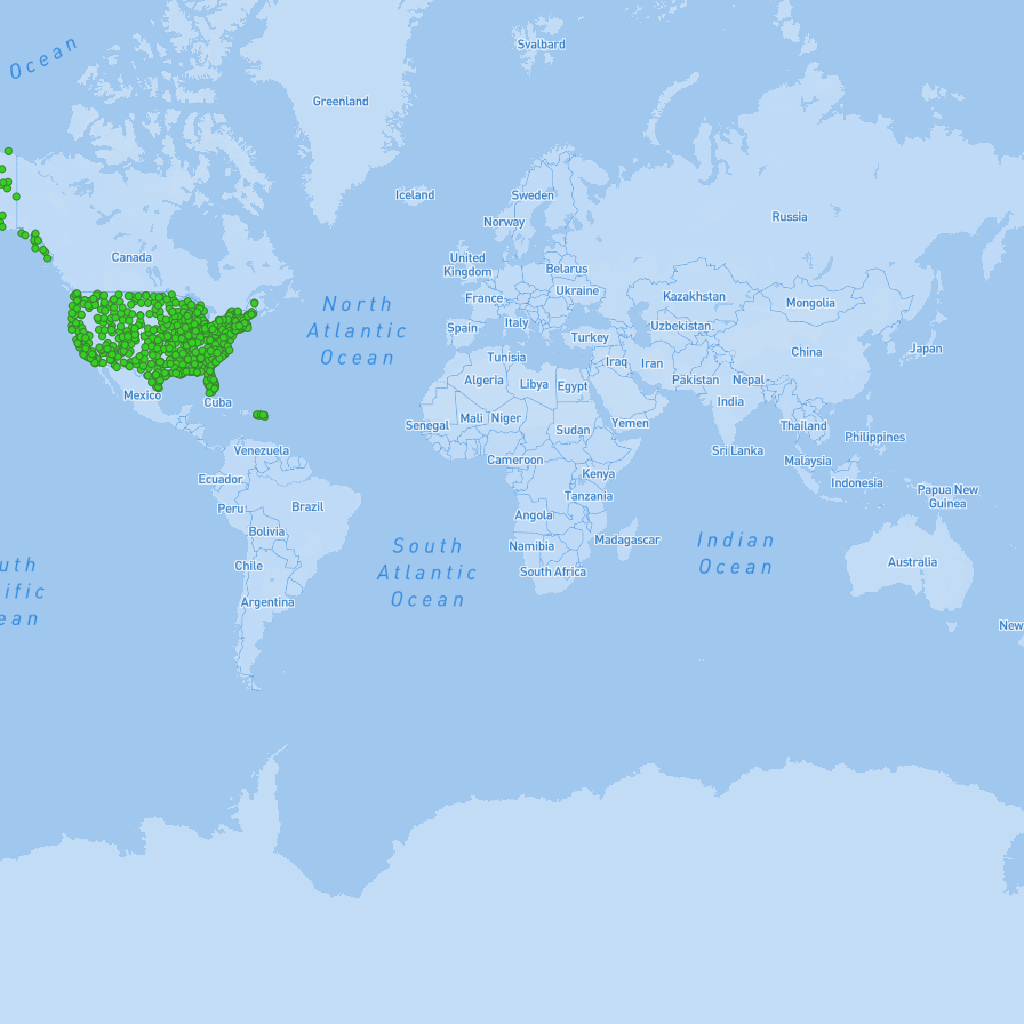 Ocean
Svalbard
Greenland
Iceland
Sweden
Norway
Russia
Canada
United
Kingdom
Belarus
Ukraine
France
Kazakhstan
Mongolia
North
Atlantic
Ocean
Spain
Italy
Turkey
Uzbekistan
China
Japan
Tunisia
Iraq
Iran
Algeria
Libya
Egypt
Pakistan
Nepal
Mexico
Cuba
India
Senegal
Mali
Niger
Sudan
Yemen
Thailand
Philippines
Venezuela
Cameroon
Sri Lanka
Malaysia
Ecuador
Kenya
Indonesia
Tanzania
Papua New
Guinea
Peru
Brazil
Angola
Bolivia
South
Atlantic
Ocean
Namibia
Madagascar
Indian
Ocean
Chile
South Africa
Australia
uth
ific
ean
Argentina
New